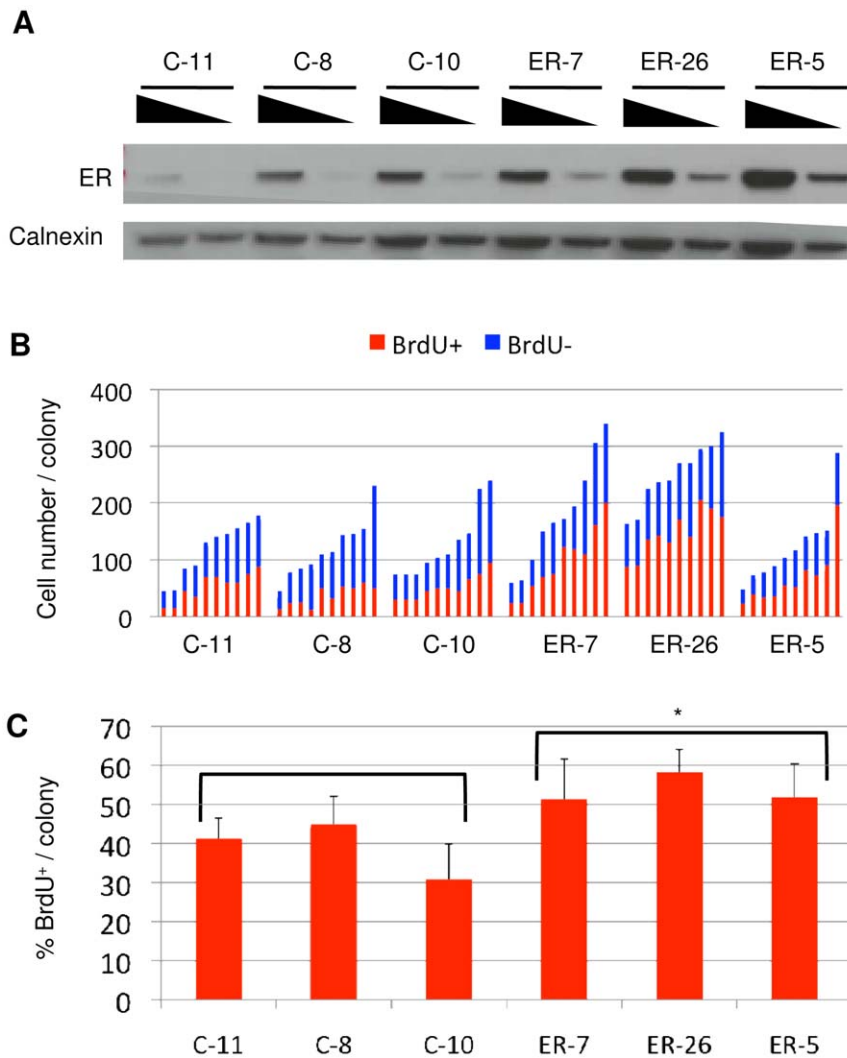 A
C-11 C-8 C-10 ER-7 ER-26 ER-5
ER
Calnexin
B
BrdU+ BrdU-
Cell number / colony
400
300
200
100
0
C-11 C-8 C-10 ER-7 ER-26 ER-5
C
% BrdU⁺ / colony
70
60
50
40
30
20
10
0
*
C-11 C-8 C-10 ER-7 ER-26 ER-5